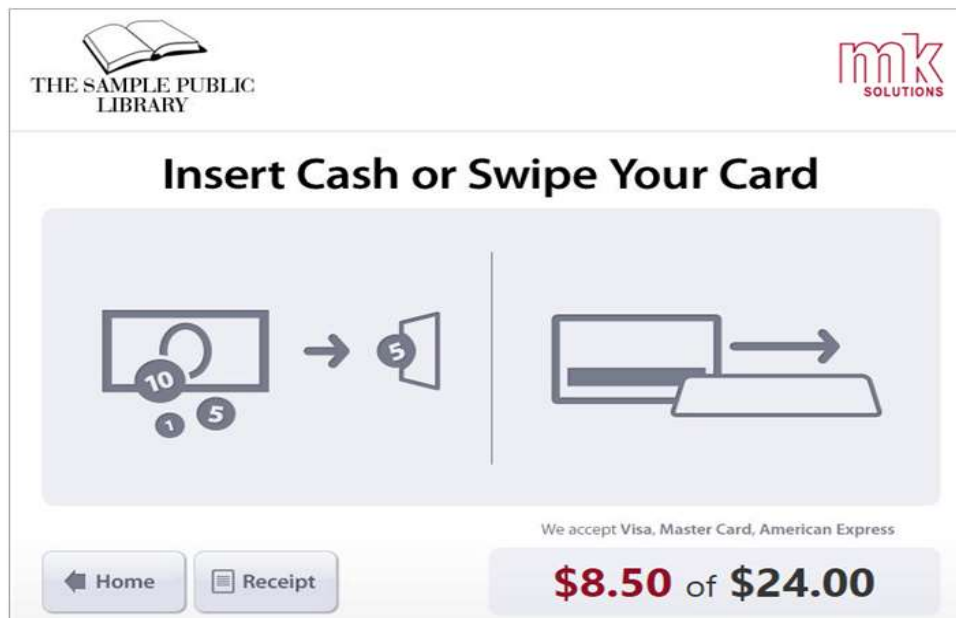 THE SAMPLE PUBLIC
LIBRARY
mk
SOLUTIONS
Insert Cash or Swipe Your Card
10
5
1
5
We accept Visa, Master Card, American Express
Home
Receipt
$8.50 of $24.00